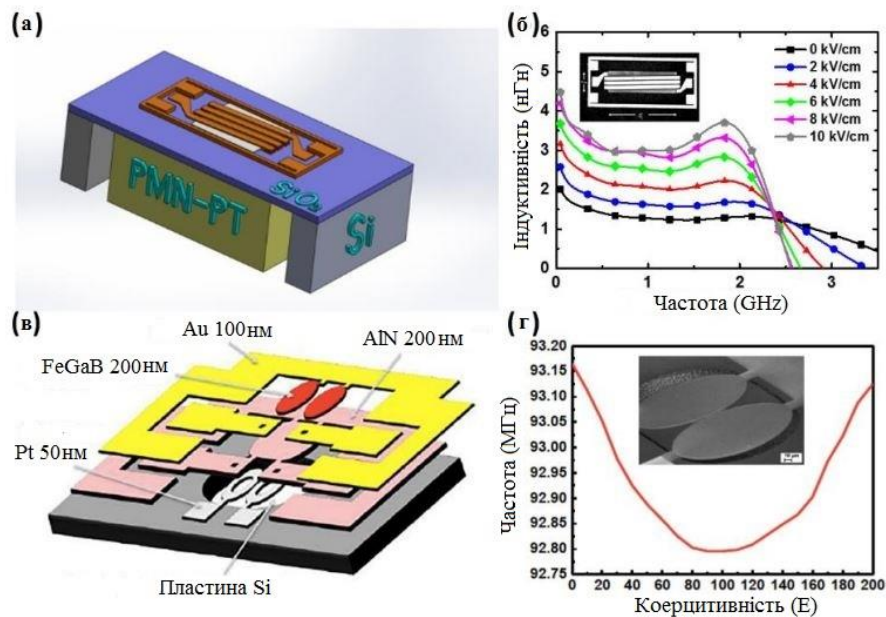 (а)
PMN-PT
SiO₂
Si
(б)
Індуктивність (нГн)
6
5
4
3
2
1
0
0 kV/cm
2 kV/cm
4 kV/cm
6 kV/cm
8 kV/cm
10 kV/cm
0 1 2 3
Частота (GHz)
(в)
Au 100нм
AlN 200нм
FeGaB 200нм
Pt 50нм
Пластина Si
(г)
Частота (МГц)
93.20
93.15
93.10
93.05
93.00
92.95
92.90
92.85
92.80
92.75
0 20 40 60 80 100 120 140 160 180 200
Коерцитивність (Е)